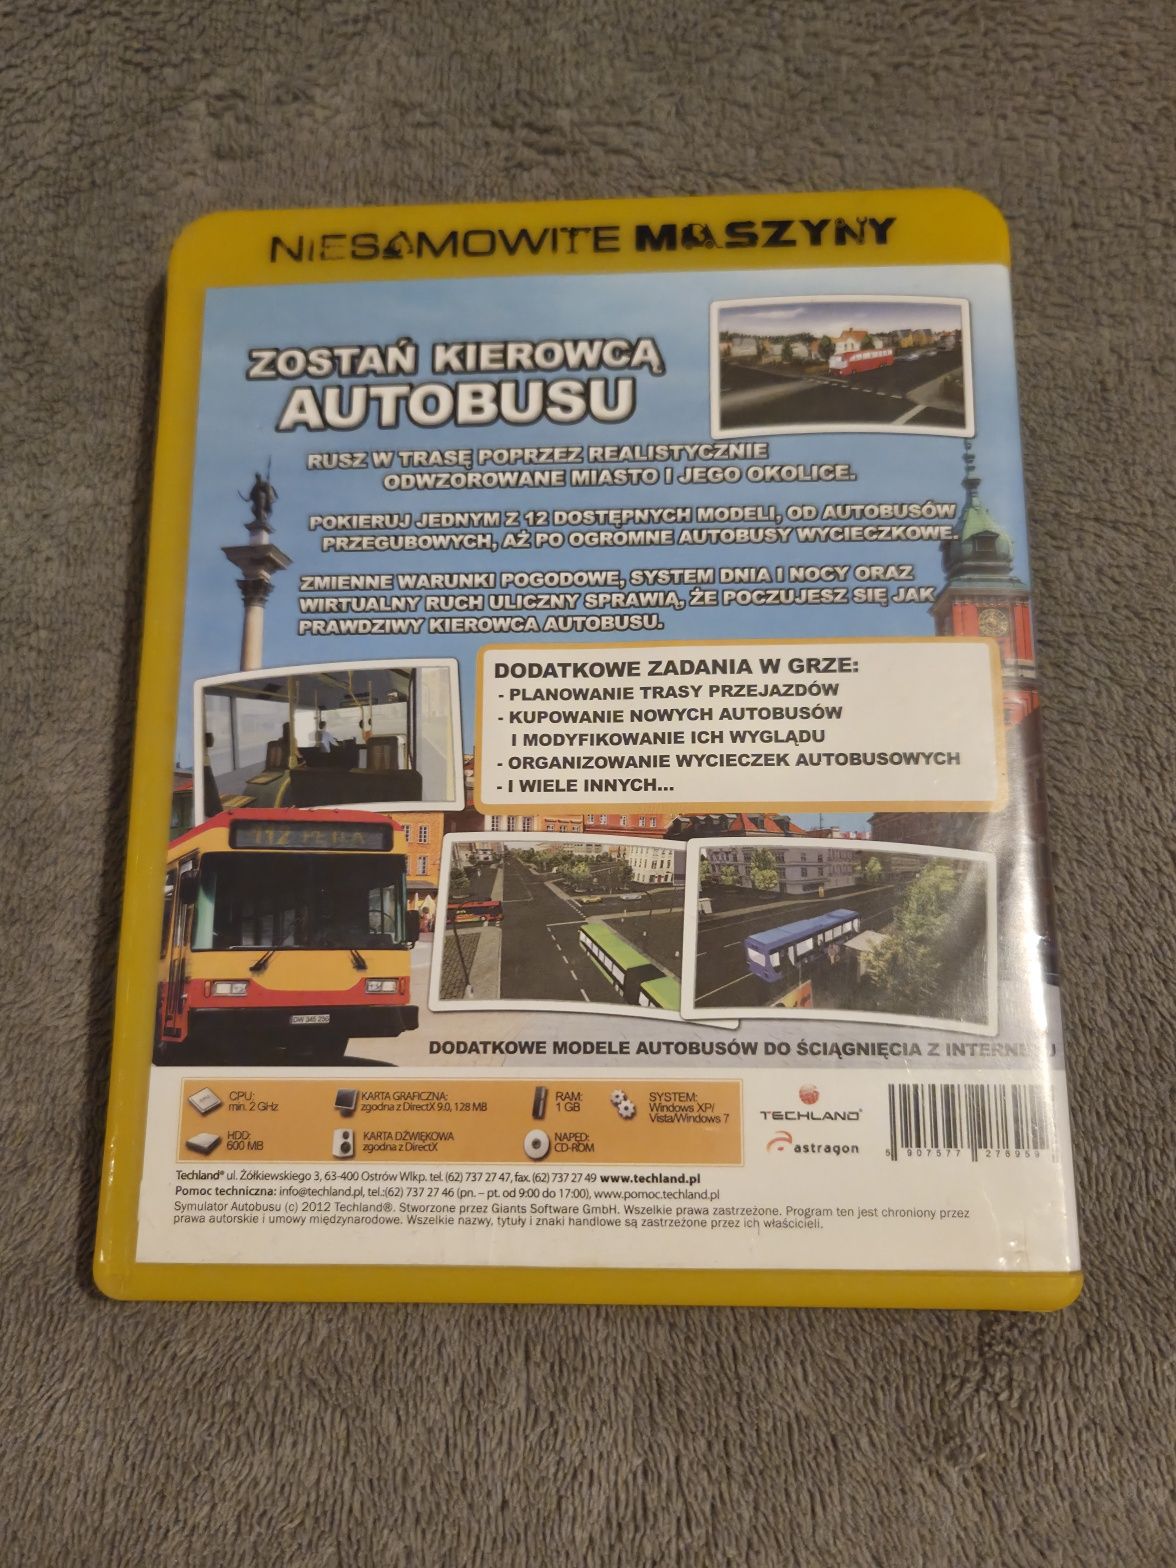 NIESAMOWITE MASZYNY
ZOSTAŃ KIEROWCĄ
AUTOBUSU
RUSZ W TRASĘ POPRZEZ REALISTYCZNIE
ODWZOROWANE MIASTO I JEGO OKOLICE.
POKIERUJ JEDNYM Z 12 DOSTĘPNYCH MODELI, OD AUTOBUSÓW
PRZEGUBOWYCH, AŻ PO OGROMNE AUTOBUSY WYCIECZKOWE.
ZMIENNE WARUNKI POGODOWE, SYSTEM DNIA I NOCY ORAZ
WIRTUALNY RUCH ULICZNY SPRAWIĄ, ŻE POCZUJESZ SIĘ JAK
PRAWDZIWY KIEROWCA AUTOBUSU.
DODATKOWE ZADANIA W GRZE:
- PLANOWANIE TRASY PRZEJAZDÓW
- KUPOWANIE NOWYCH AUTOBUSÓW
I MODYFIKOWANIE ICH WYGLĄDU
- ORGANIZOWANIE WYCIECZEK AUTOBUSOWYCH
- I WIELE INNYCH...
DODATKOWE MODELE AUTOBUSÓW DO ŚCIĄGNIĘCIA Z
CPU:
min. 2 GHz
KARTA GRAFICZNA:
zgodna z DirectX 9.0, 128 MB
RAM:
1 GB
SYSTEM:
Windows XP/
Vista/Windows 7
HDD:
600 MB
KARTA DŹWIĘKOWA
zgodna z DirectX
NAPĘD:
CD-ROM
TECHLAND®
astragon
5 907577 276959
Techland® ul. Żółkiewskiego 3, 63-400 Ostrów Wlkp. tel.(62) 737 27 47, fax. (62) 737 27 49 www.techland.pl
Pomoc techniczna: info@techland.pl, tel.:(62) 737 27 46 (pn. – pt. od 9:00 do 17:00), www.pomoc.techland.pl
Symulator Autobusu (c) 2012 Techland®. Stworzone przez Giants Software GmbH. Wszelkie prawa zastrzeżone. Program ten jest chroniony przez
prawa autorskie i umowy międzynarodowe. Wszelkie nazwy, tytuły i znaki handlowe są zastrzeżone przez ich właścicieli.